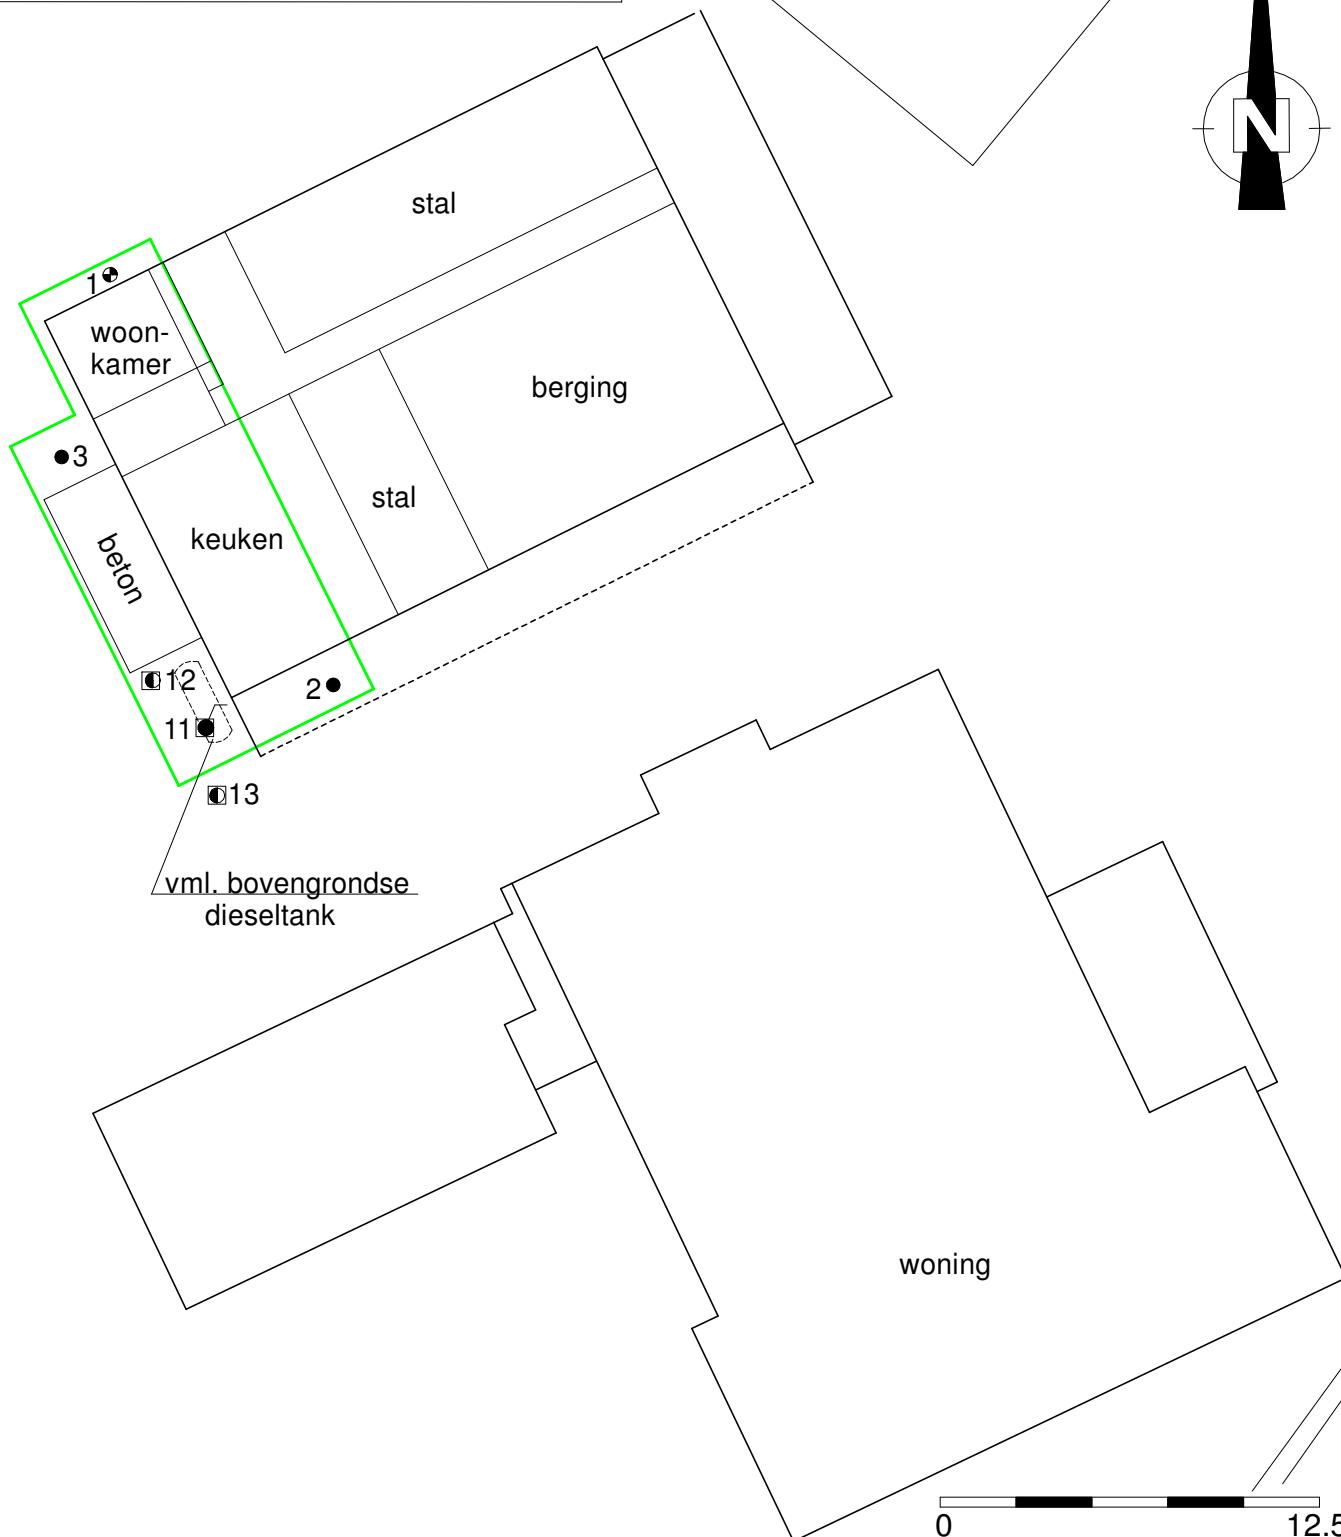 N
stal
1
woon-
kamer
berging
3
stal
keuken
beton
12
2
11
13
vml. bovengrondse
dieseltank
woning
0
12.5